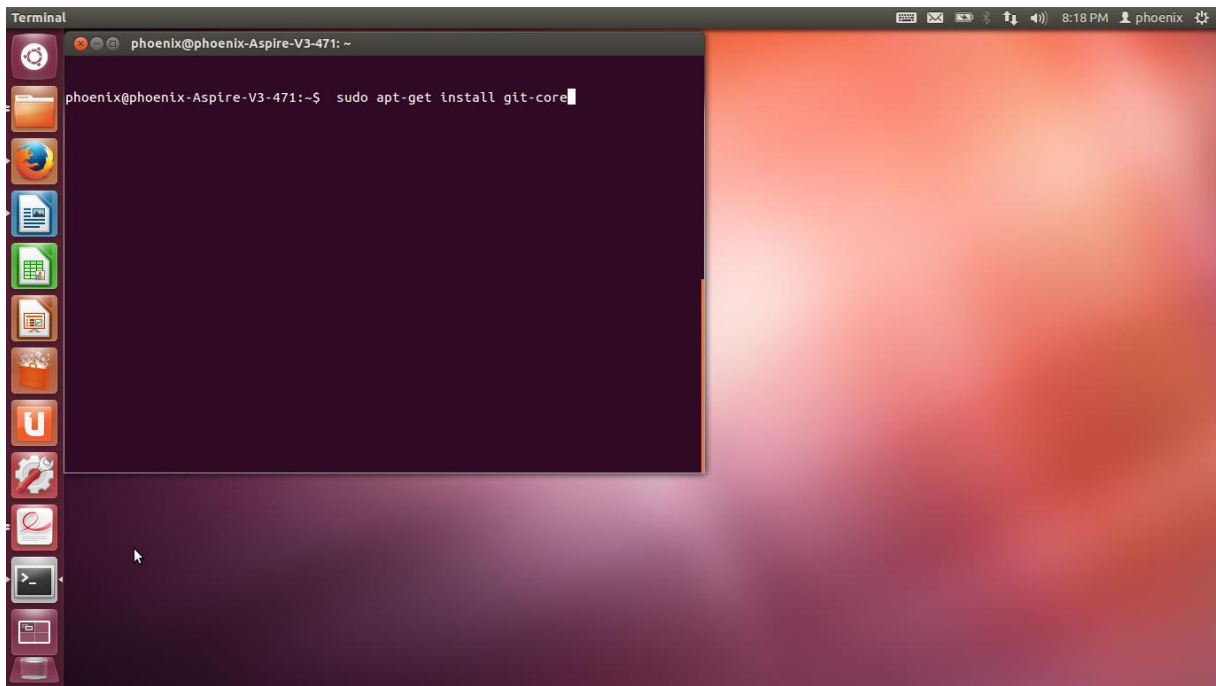 Terminal
8:18 PM
phoenix
phoenix@phoenix-Aspire-V3-471: ~
phoenix@phoenix-Aspire-V3-471:~$  sudo apt-get install git-core